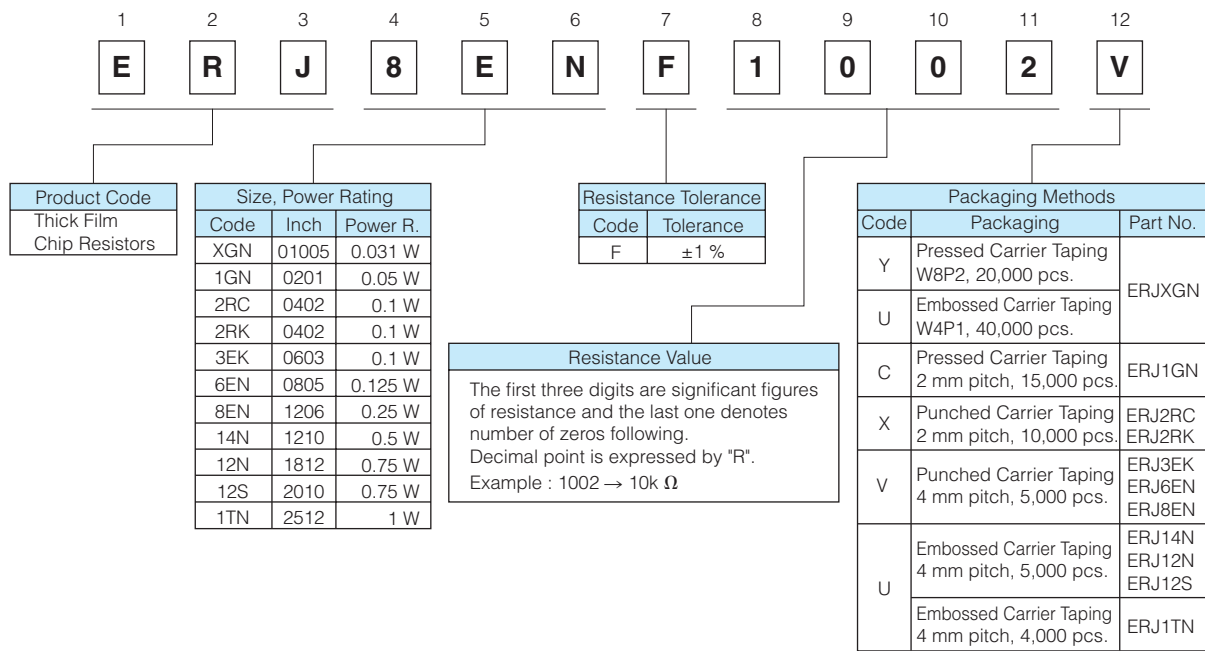 1 2 3 4 5 6 7 8 9 10 11 12
E R J 8 E N F 1 0 0 2 V
Product Code
Thick Film
Chip Resistors
Size, Power Rating
Code Inch Power R.
XGN 01005 0.031 W
1GN 0201 0.05 W
2RC 0402 0.1 W
2RK 0402 0.1 W
3EK 0603 0.1 W
6EN 0805 0.125 W
8EN 1206 0.25 W
14N 1210 0.5 W
12N 1812 0.75 W
12S 2010 0.75 W
1TN 2512 1 W
Resistance Tolerance
Code Tolerance
F ±1 %
Resistance Value
The first three digits are significant figures
of resistance and the last one denotes
number of zeros following.
Decimal point is expressed by "R".
Example : 1002 → 10k Ω
Packaging Methods
Code Packaging Part No.
Y
Pressed Carrier Taping
W8P2, 20,000 pcs.
ERJXGN
U
Embossed Carrier Taping
W4P1, 40,000 pcs.
C
Pressed Carrier Taping
2 mm pitch, 15,000 pcs.
ERJ1GN
X
Punched Carrier Taping
2 mm pitch, 10,000 pcs.
ERJ2RC
ERJ2RK
V
Punched Carrier Taping
4 mm pitch, 5,000 pcs.
ERJ3EK
ERJ6EN
ERJ8EN
U
Embossed Carrier Taping
4 mm pitch, 5,000 pcs.
ERJ14N
ERJ12N
ERJ12S
Embossed Carrier Taping
4 mm pitch, 4,000 pcs.
ERJ1TN